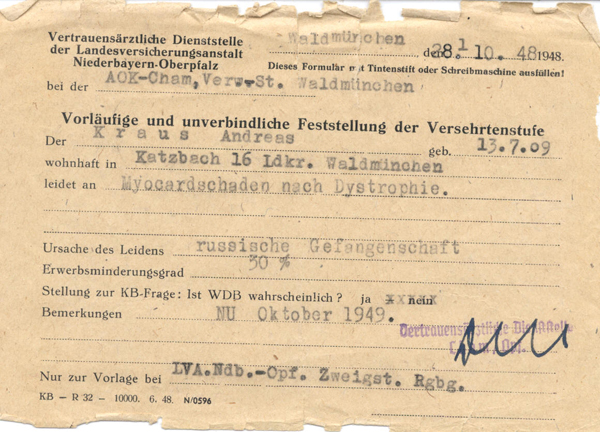 Vertrauensärztliche Dienststelle
der Landesversicherungsanstalt
Niederbayern-Oberpfalz
Waldmünchen den 28.10.48 1948.
Dieses Formular mit Tintenstift oder Schreibmaschine ausfüllen!
bei der AOK-Cham,Verw.-St. Waldmünchen
Vorläufige und unverbindliche Feststellung der Versehrtenstufe
Der Kraus Andreas geb. 13.7.09
wohnhaft in Katzbach 16 Ldkr. Waldmünchen
leidet an Myocardschaden nach Dystrophie.
Ursache des Leidens russische Gefangenschaft
Erwerbsminderungsgrad 30 %
Stellung zur KB-Frage: Ist WDB wahrscheinlich? ja nein
Bemerkungen NU Oktober 1949.
Vertrauensärztliche Dienststelle
Nur zur Vorlage bei LVA.Ndb.-Opf. Zweigst. Rgbg.
KB – R 32 – 10000. 6. 48. N/0596